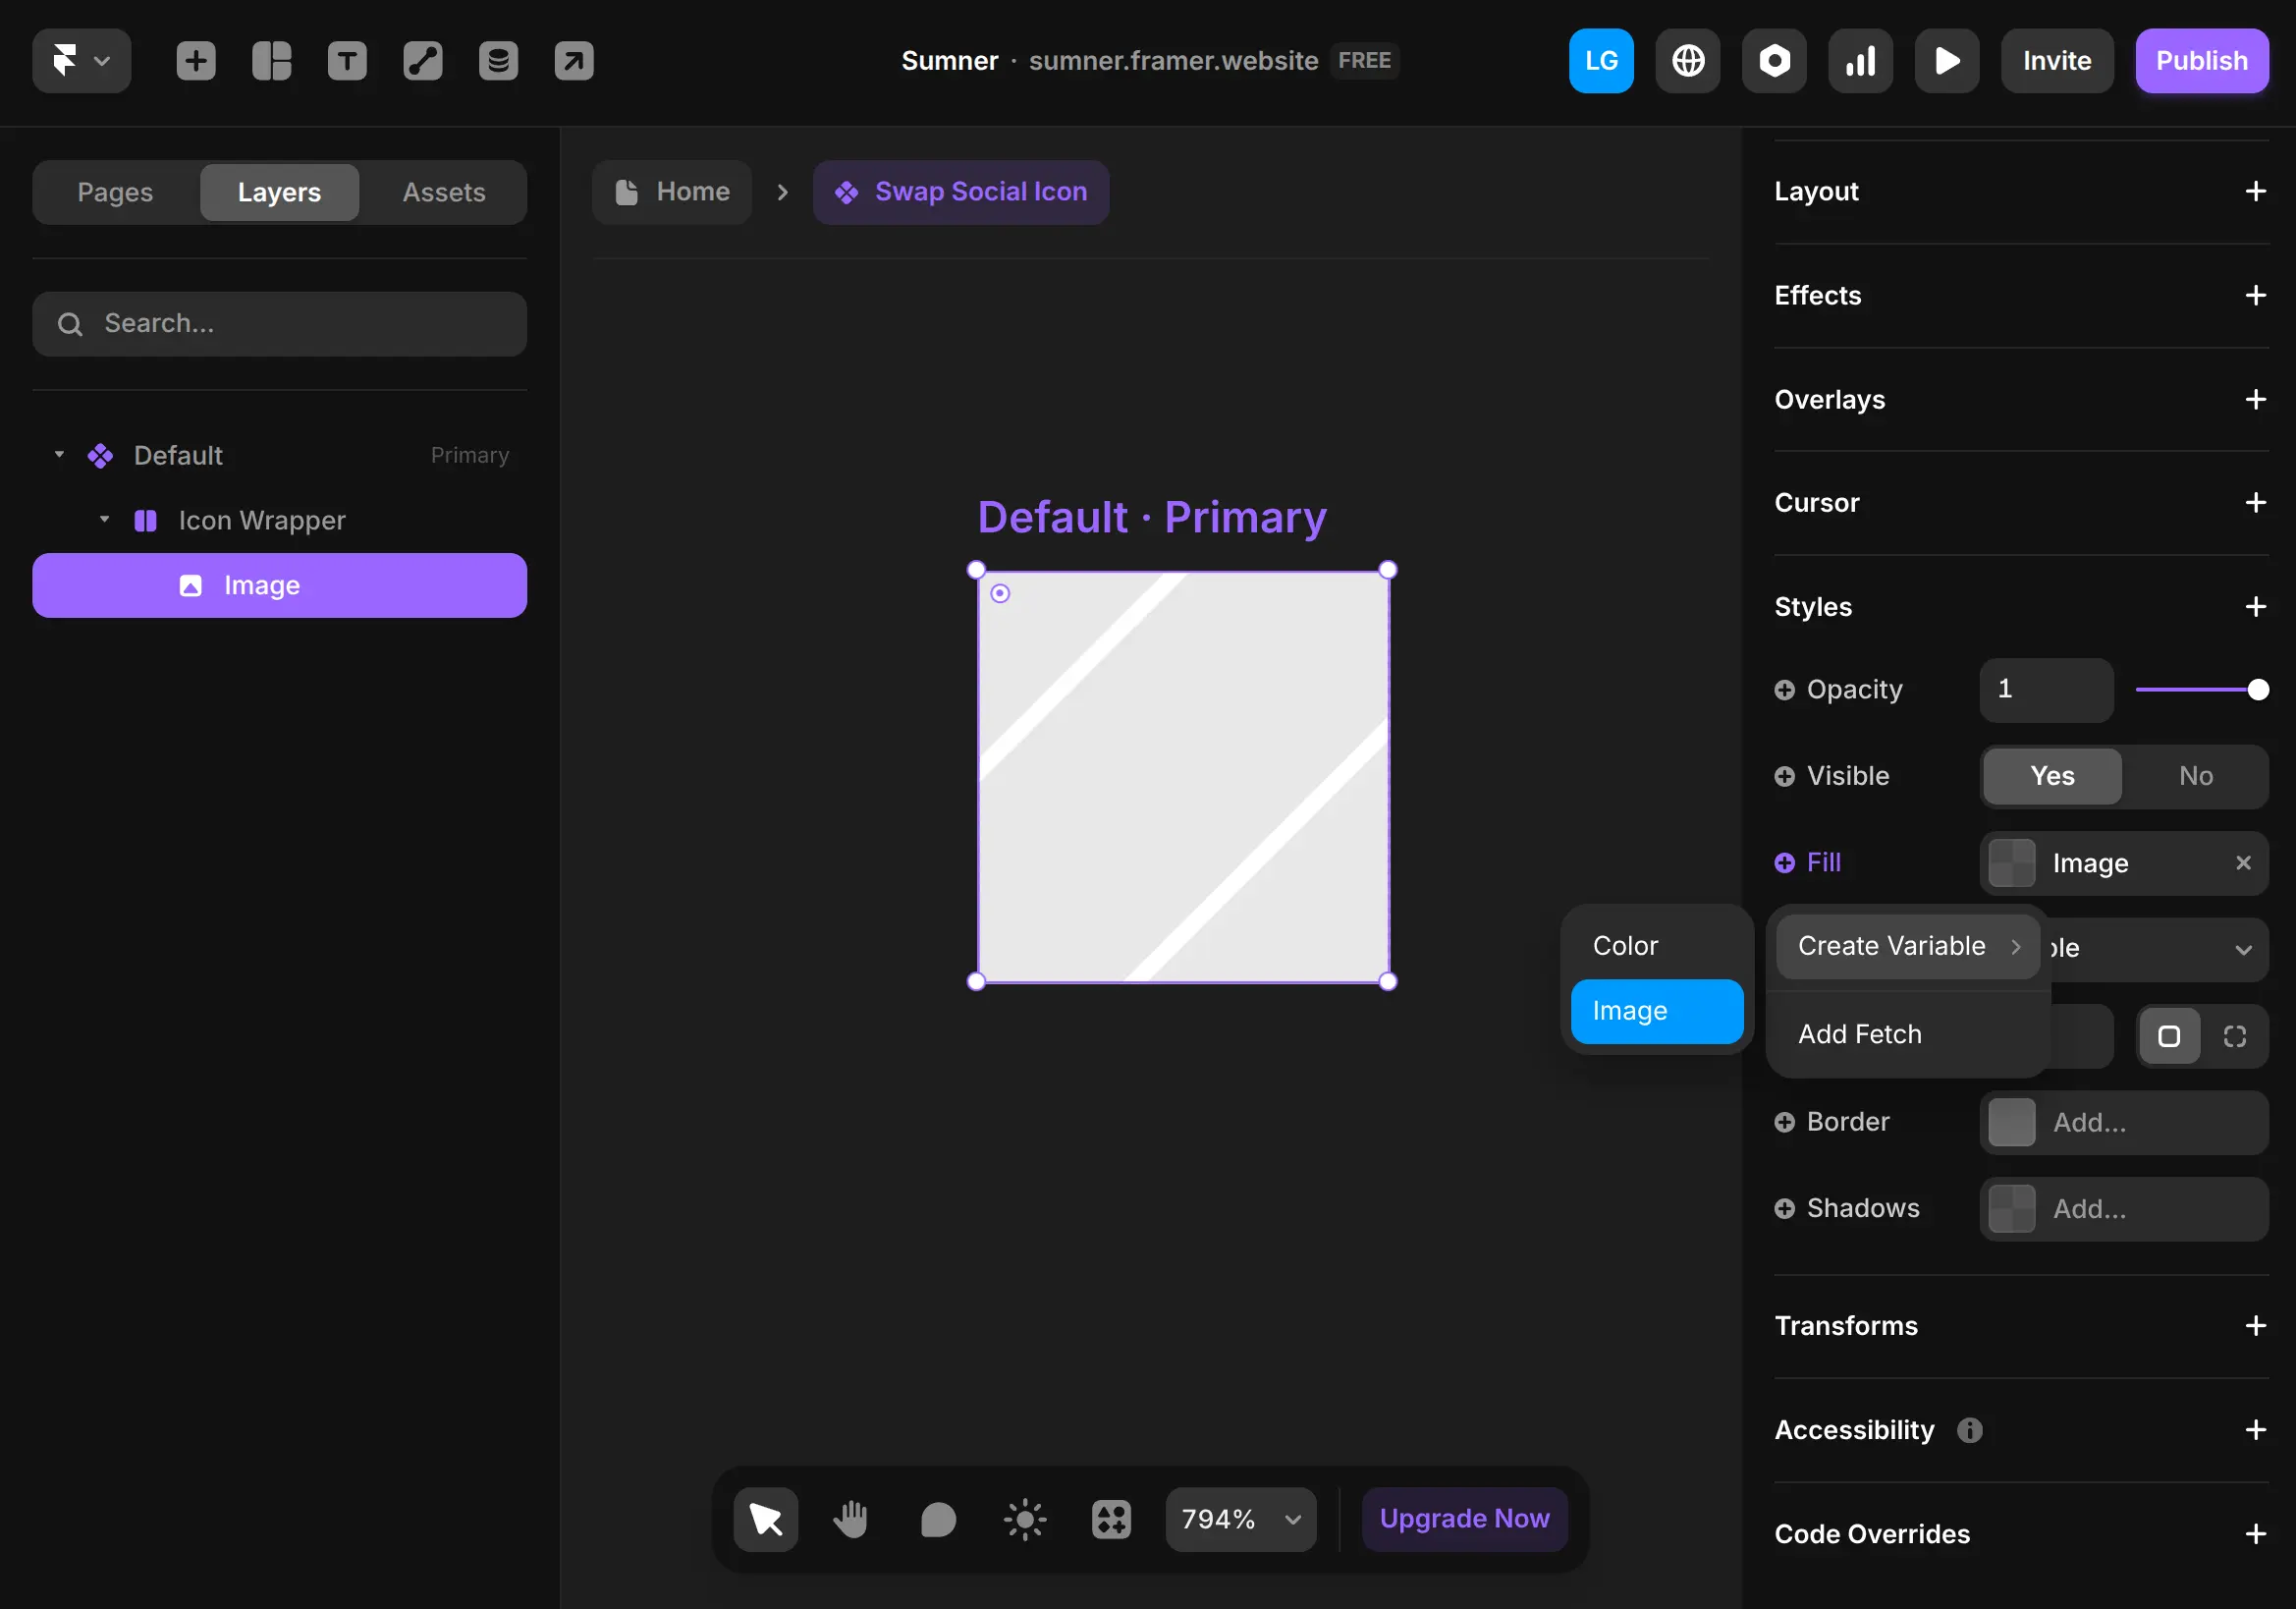 Sumner · sumner.framer.website FREE
LG
Invite
Publish
Pages
Layers
Assets
Search...
Default
Primary
Icon Wrapper
Image
Home
Swap Social Icon
Default · Primary
794%
Upgrade Now
Layout
Effects
Overlays
Cursor
Styles
Opacity
1
Visible
Yes
No
Fill
Image
Color
Image
Create Variable
Add Fetch
Border
Add...
Shadows
Add...
Transforms
Accessibility
Code Overrides